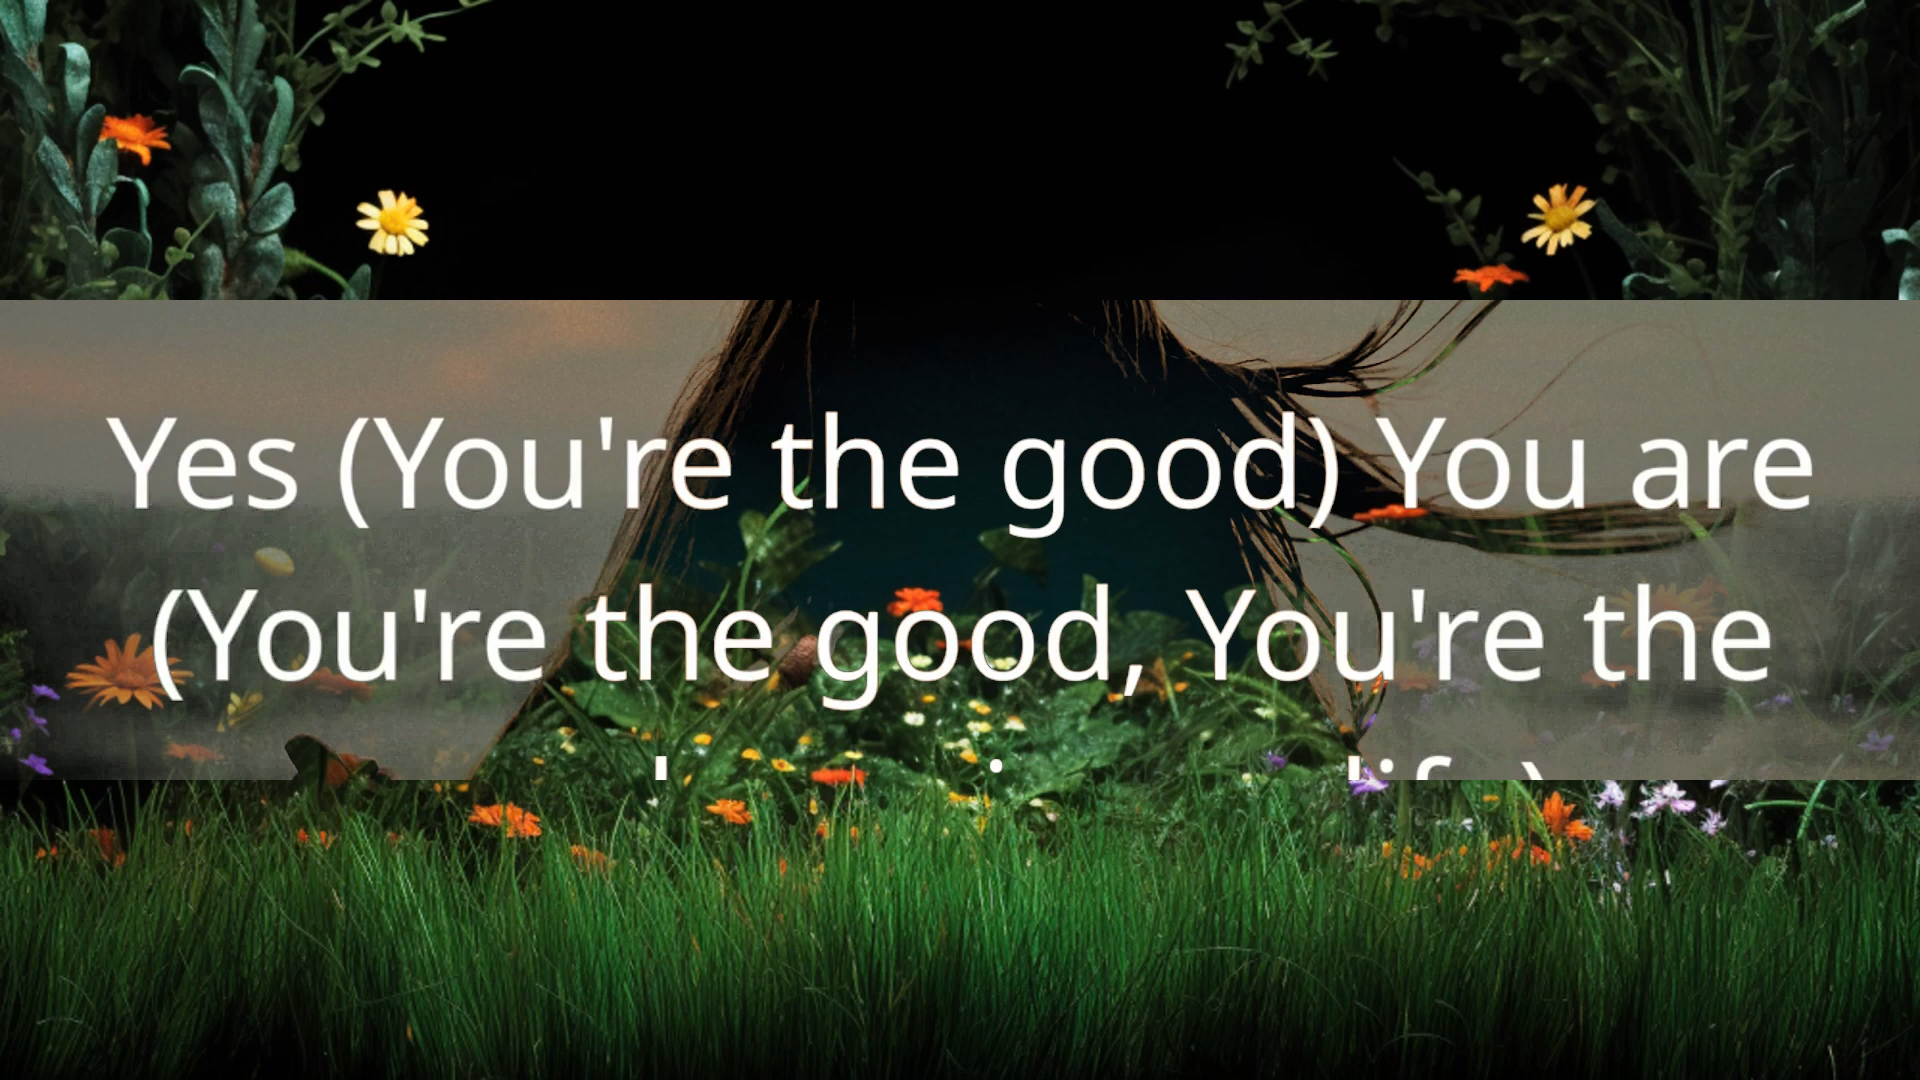 Yes (You're the good) You are
(You're the good, You're the